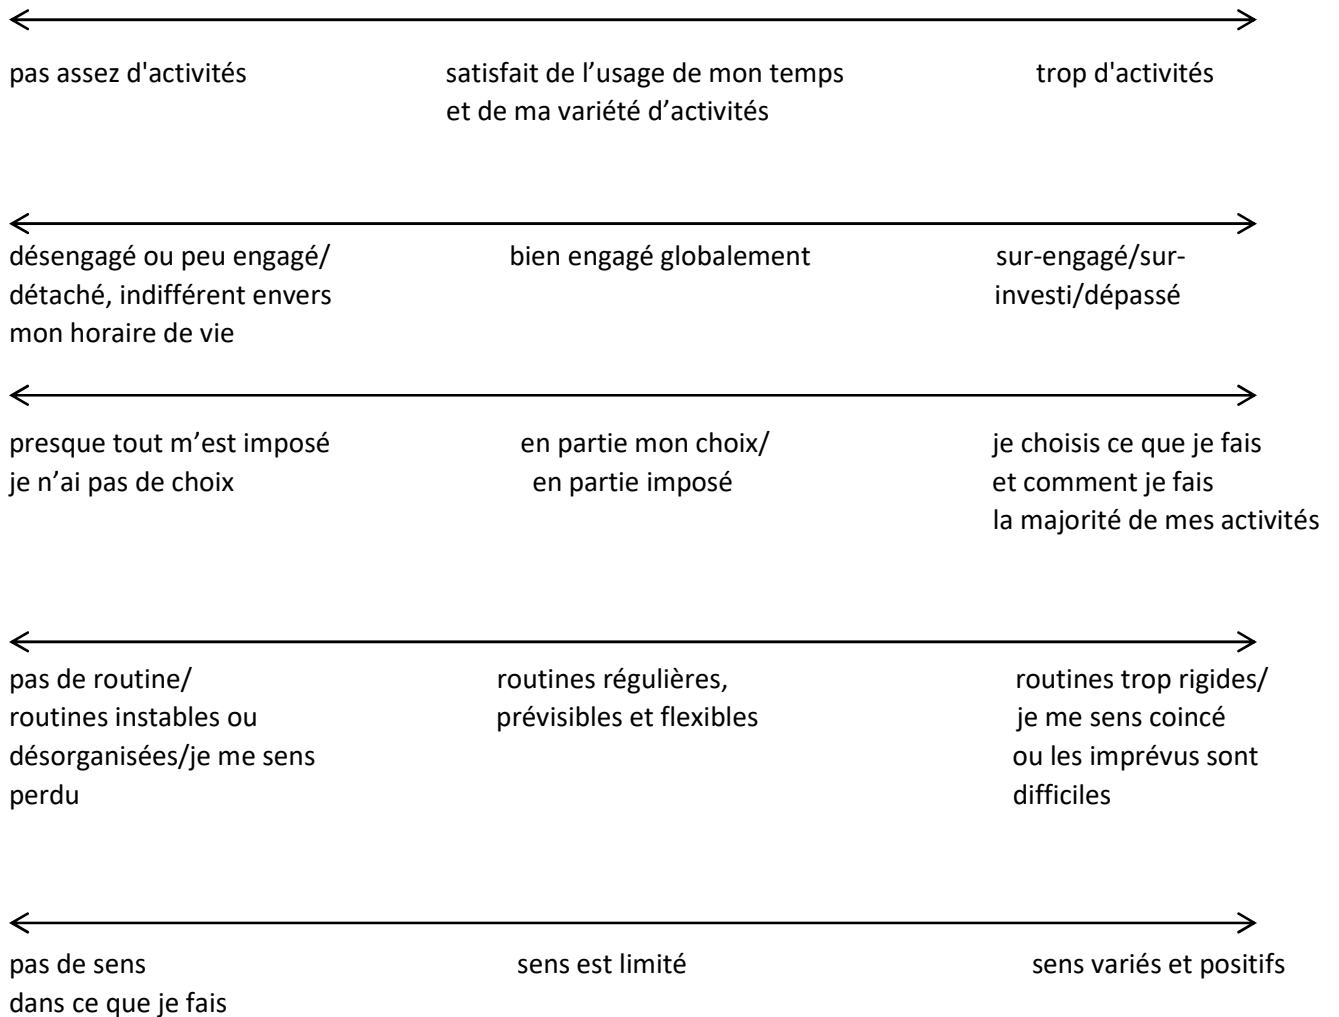 pas assez d'activités satisfait de l’usage de mon temps trop d'activités
et de ma variété d’activités
désengagé ou peu engagé/ bien engagé globalement sur-engagé/sur-
détaché, indifférent envers investi/dépassé
mon horaire de vie
presque tout m’est imposé en partie mon choix/ je choisis ce que je fais
je n’ai pas de choix en partie imposé et comment je fais
la majorité de mes activités
pas de routine/ routines régulières, routines trop rigides/
routines instables ou prévisibles et flexibles je me sens coincé
désorganisées/je me sens ou les imprévus sont
perdu difficiles
pas de sens sens est limité sens variés et positifs
dans ce que je fais